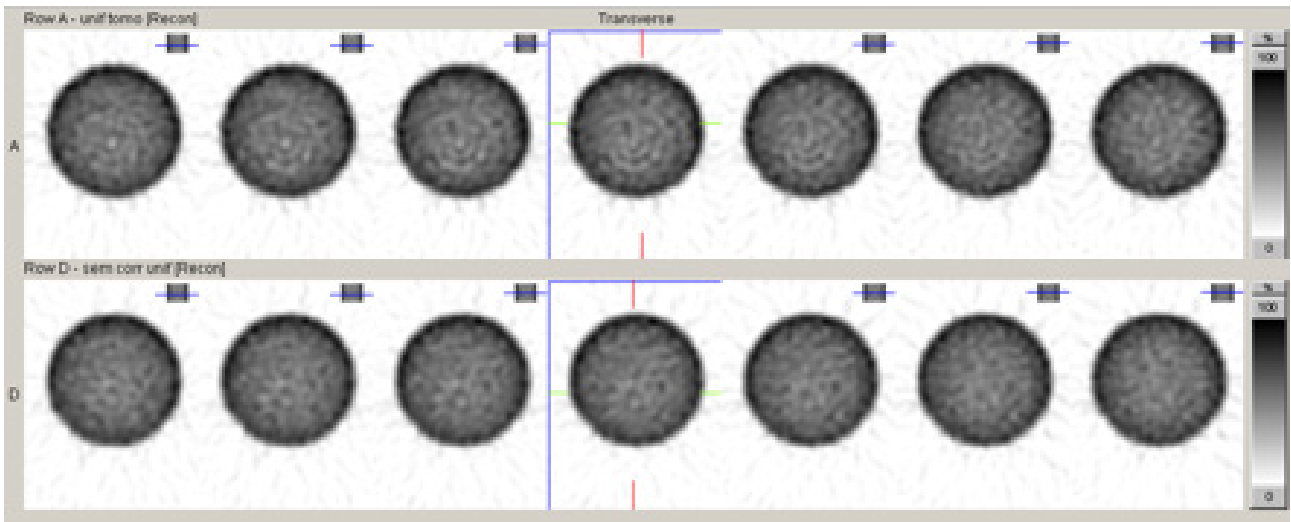 Row A - unif tomo [Recon]
Transverse
%
100
A
0
Row D - sem corr unif [Recon]
%
100
D
0